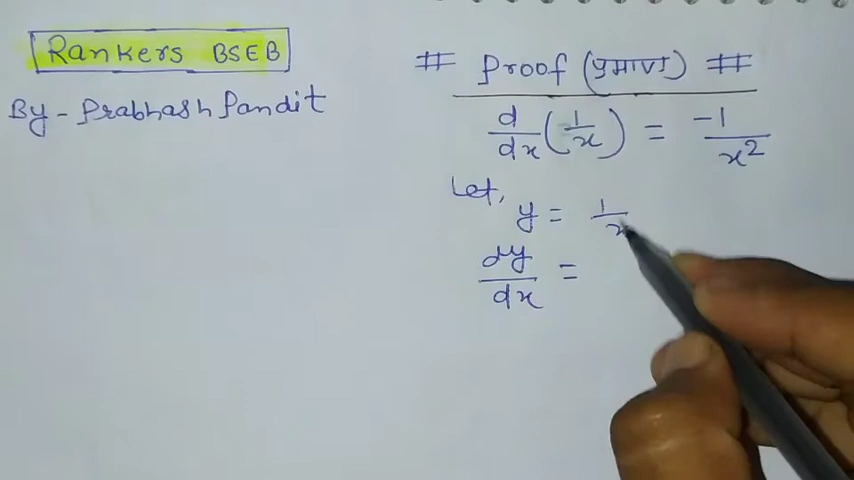 Rankers BSEB
By - Prabhash Pandit
# Proof (प्रमाण) #
d/dx (1/x) = -1/x²
Let,
y = 1/x
dy/dx =